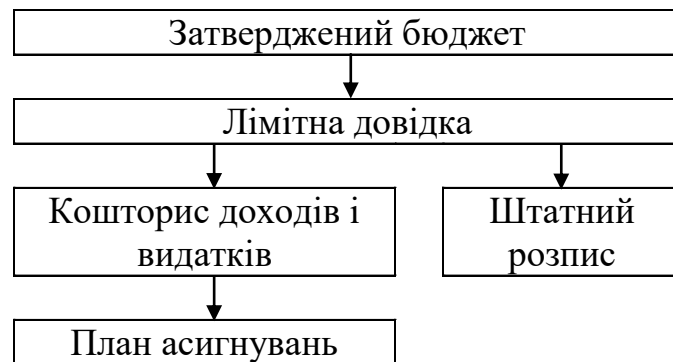 Затверджений бюджет
Лімітна довідка
Кошторис доходів і
видатків
Штатний
розпис
План асигнувань